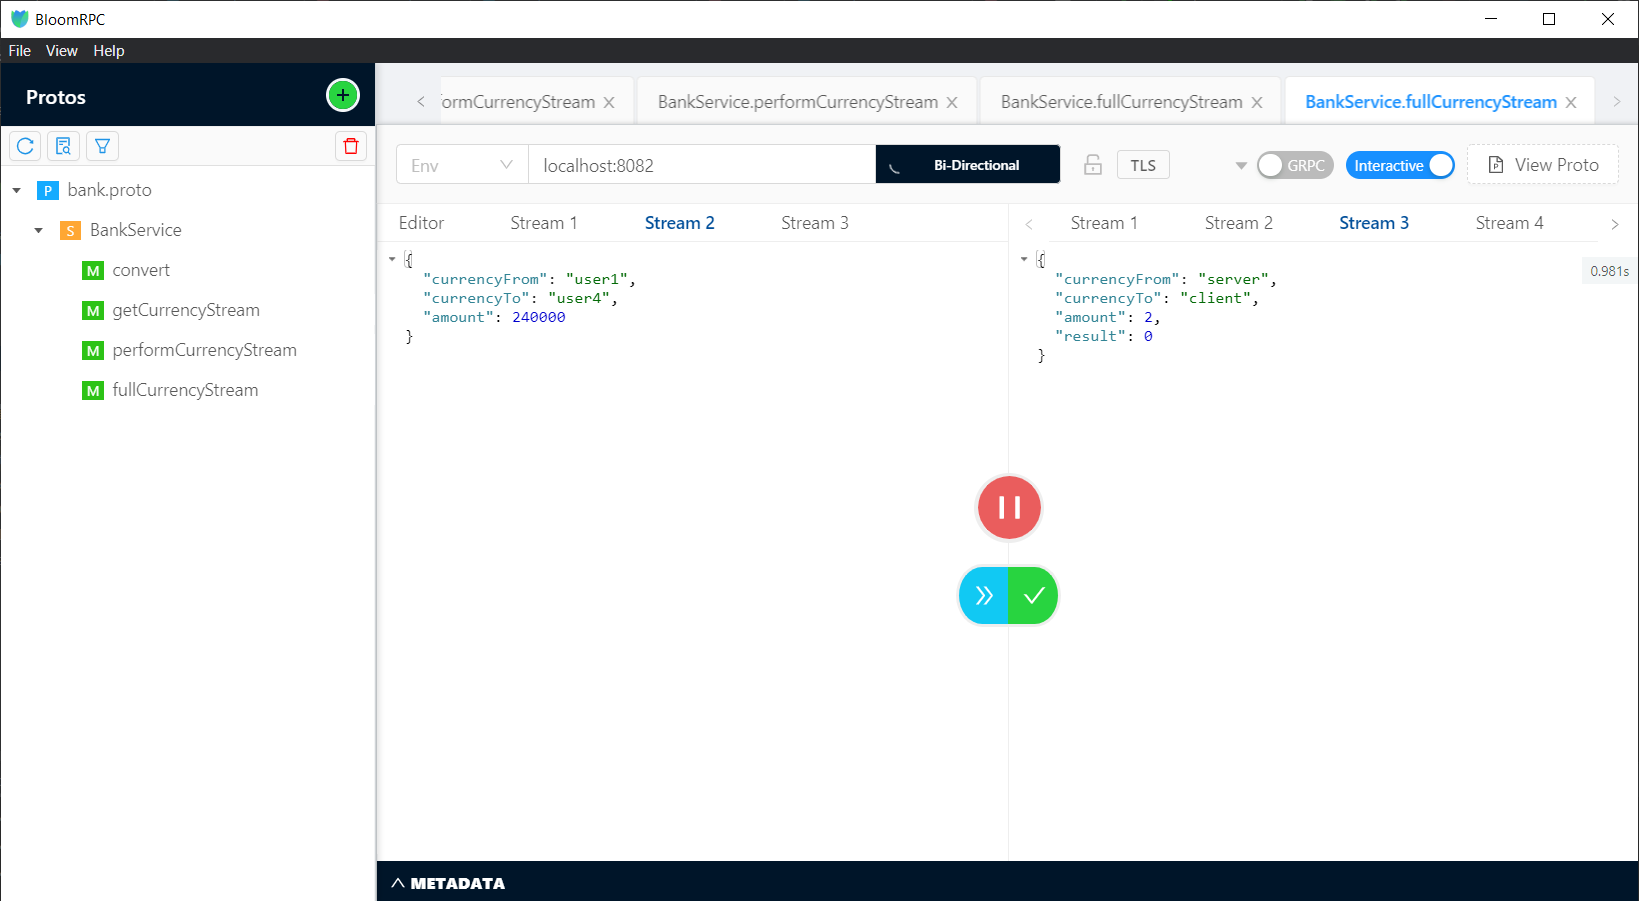 BloomRPC
File View Help
Protos
ormCurrencyStream
BankService.performCurrencyStream
BankService.fullCurrencyStream
BankService.fullCurrencyStream
Env
localhost:8082
Bi-Directional
TLS
GRPC
Interactive
View Proto
P bank.proto
S BankService
M convert
M getCurrencyStream
M performCurrencyStream
M fullCurrencyStream
Editor Stream 1 Stream 2 Stream 3
{
"currencyFrom": "user1",
"currencyTo": "user4",
"amount": 240000
}
Stream 1 Stream 2 Stream 3 Stream 4
{
"currencyFrom": "server",
"currencyTo": "client",
"amount": 2,
"result": 0
}
0.981s
METADATA